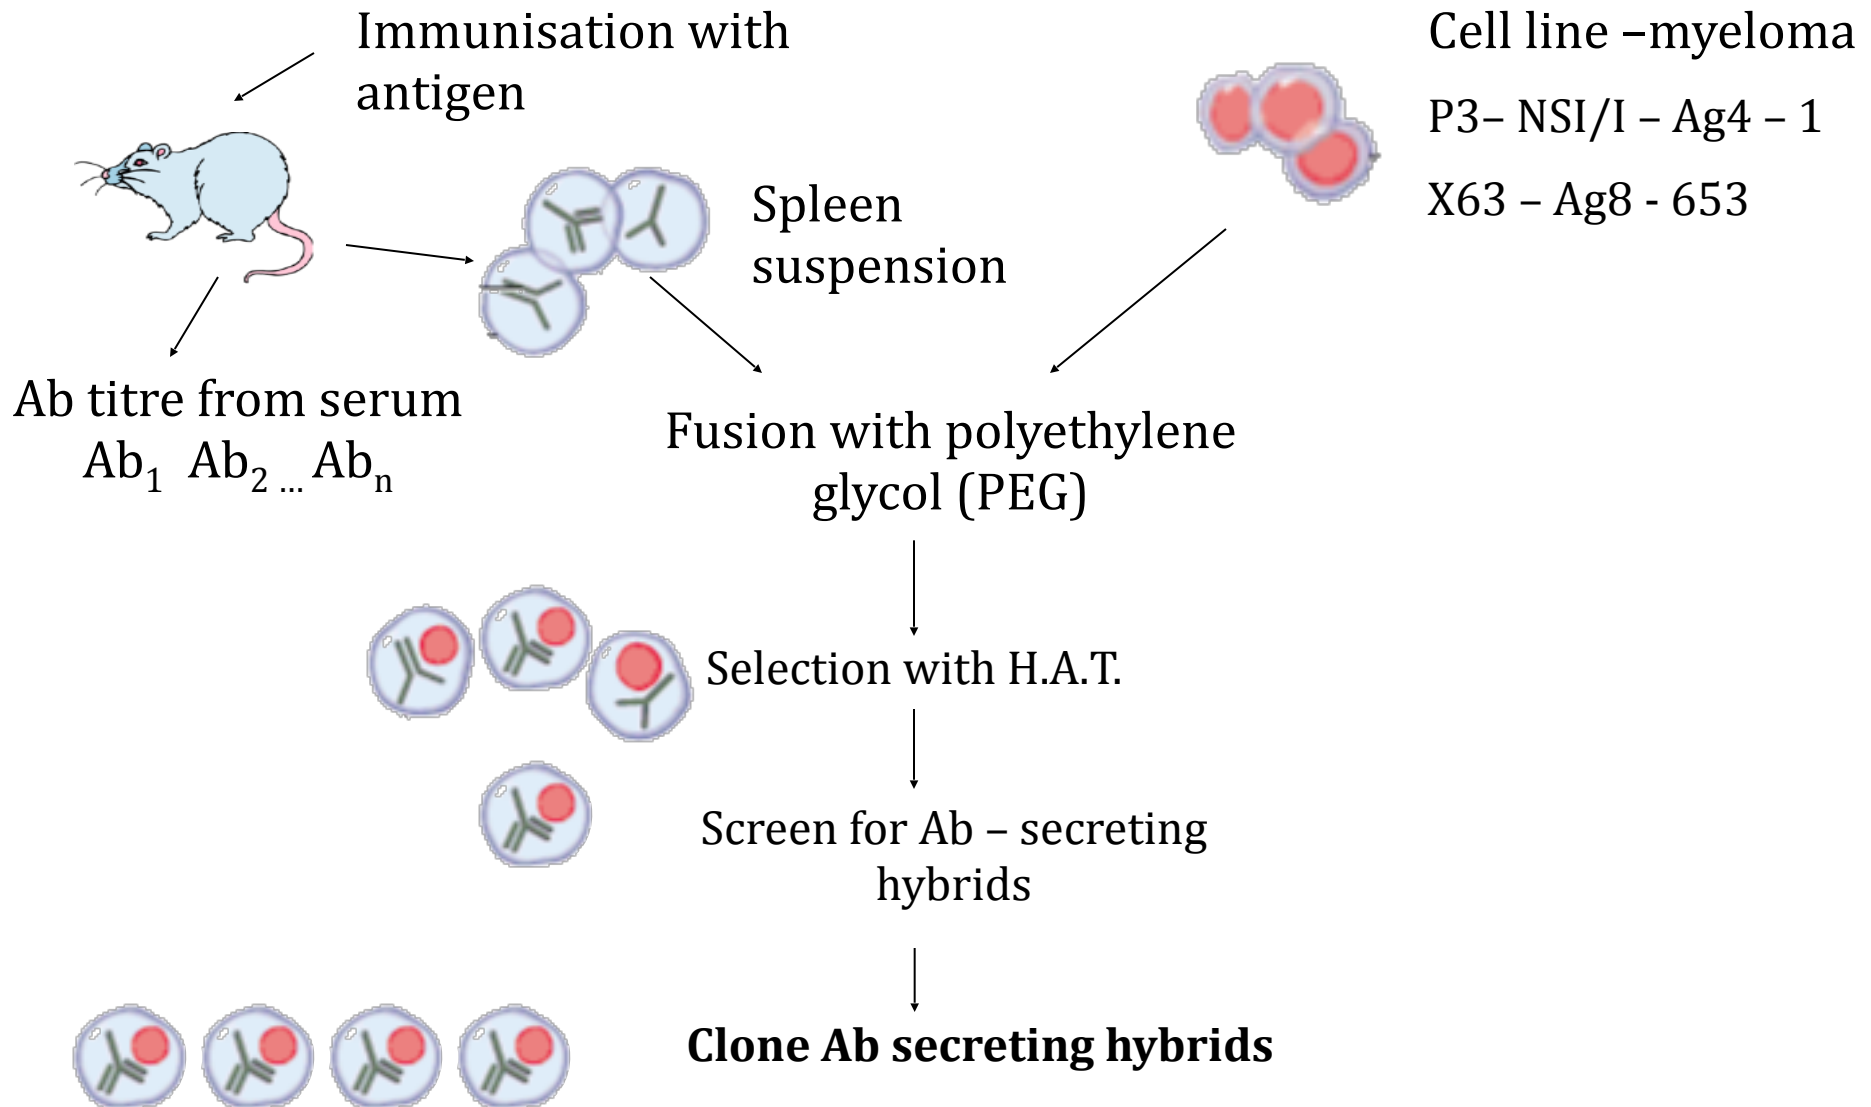 Immunisation with
antigen
Cell line –myeloma
P3– NSI/I – Ag4 – 1
X63 – Ag8 - 653
Spleen
suspension
Ab titre from serum
Ab₁ Ab₂ ... Abₙ
Fusion with polyethylene
glycol (PEG)
Selection with H.A.T.
Screen for Ab – secreting
hybrids
Clone Ab secreting hybrids